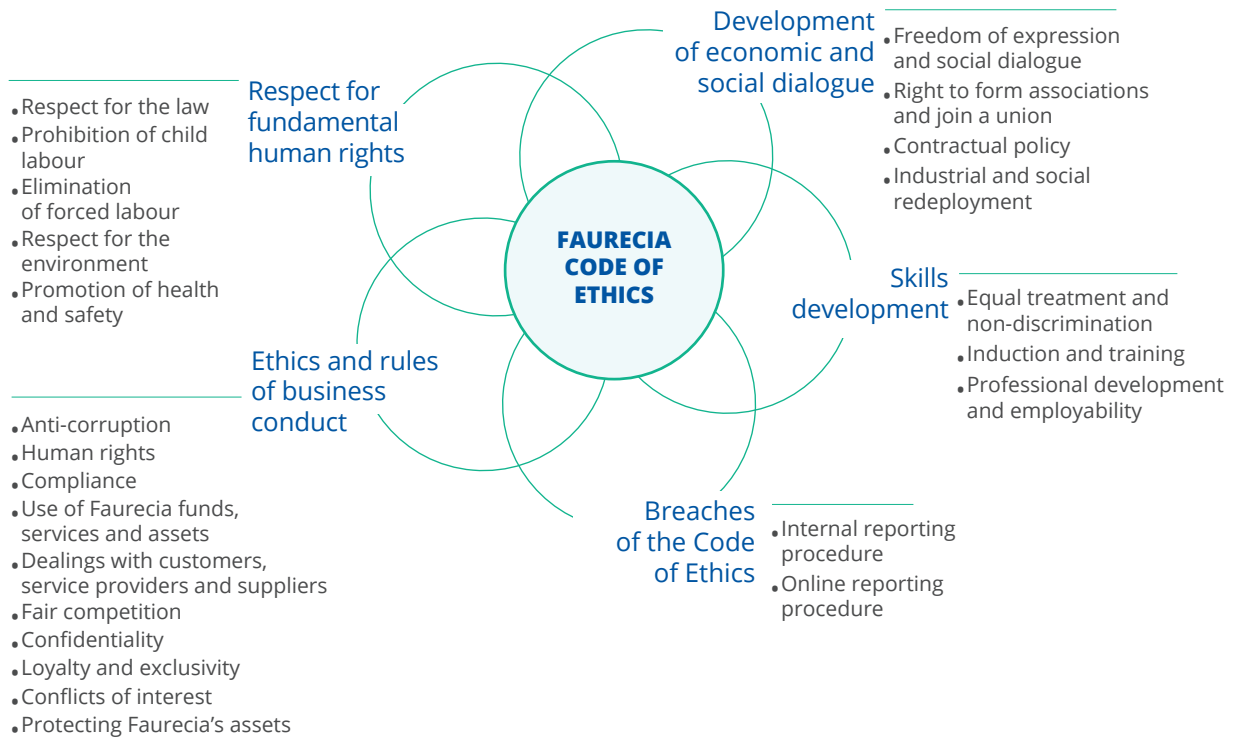 Development
of economic and
social dialogue
• Freedom of expression
and social dialogue
• Right to form associations
and join a union
• Contractual policy
• Industrial and social
redeployment
Respect for
fundamental
human rights
• Respect for the law
• Prohibition of child
labour
• Elimination
of forced labour
• Respect for the
environment
• Promotion of health
and safety
FAURECIA
CODE OF
ETHICS
Skills
development
• Equal treatment and
non-discrimination
• Induction and training
• Professional development
and employability
Ethics and rules
of business
conduct
• Anti-corruption
• Human rights
• Compliance
• Use of Faurecia funds,
services and assets
• Dealings with customers,
service providers and suppliers
• Fair competition
• Confidentiality
• Loyalty and exclusivity
• Conflicts of interest
• Protecting Faurecia’s assets
Breaches
of the Code
of Ethics
• Internal reporting
procedure
• Online reporting
procedure